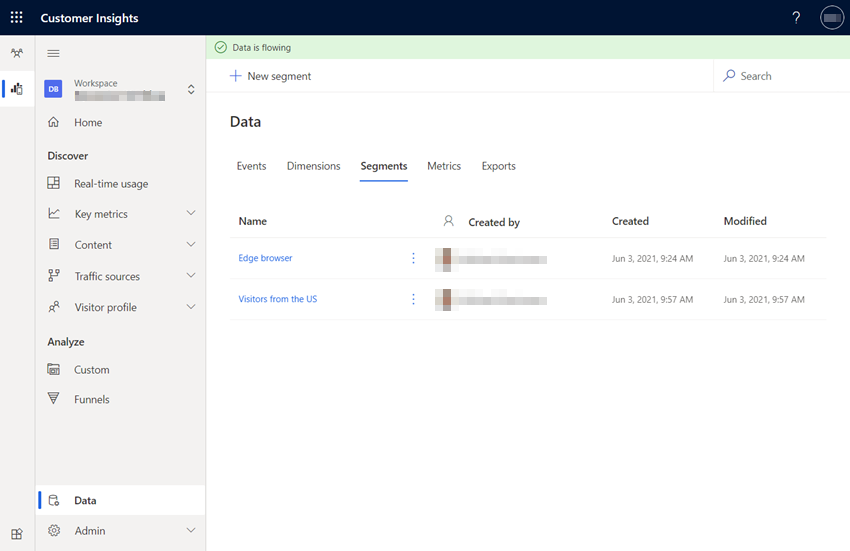 Customer Insights
?
Data is flowing
DB
Workspace
New segment
Search
Home
Data
Discover
Events Dimensions Segments Metrics Exports
Real-time usage
Key metrics
Content
Traffic sources
Visitor profile
Name Created by Created Modified
Edge browser Jun 3, 2021, 9:24 AM Jun 3, 2021, 9:24 AM
Visitors from the US Jun 3, 2021, 9:57 AM Jun 3, 2021, 9:57 AM
Analyze
Custom
Funnels
Data
Admin